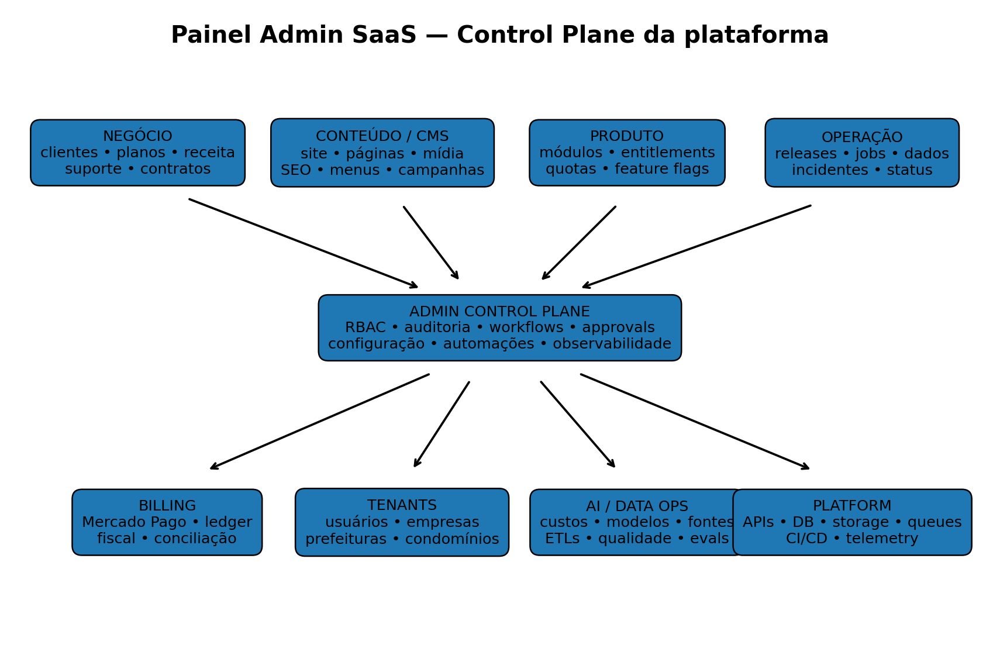 Painel Admin SaaS — Control Plane da plataforma
NEGÓCIO
clientes • planos • receita
suporte • contratos
CONTEÚDO / CMS
site • páginas • mídia
SEO • menus • campanhas
PRODUTO
módulos • entitlements
quotas • feature flags
OPERAÇÃO
releases • jobs • dados
incidentes • status
ADMIN CONTROL PLANE
RBAC • auditoria • workflows • approvals
configuração • automações • observabilidade
BILLING
Mercado Pago • ledger
fiscal • conciliação
TENANTS
usuários • empresas
prefeituras • condomínios
AI / DATA OPS
custos • modelos • fontes
ETLs • qualidade • evals
PLATFORM
APIs • DB • storage • queues
CI/CD • telemetry